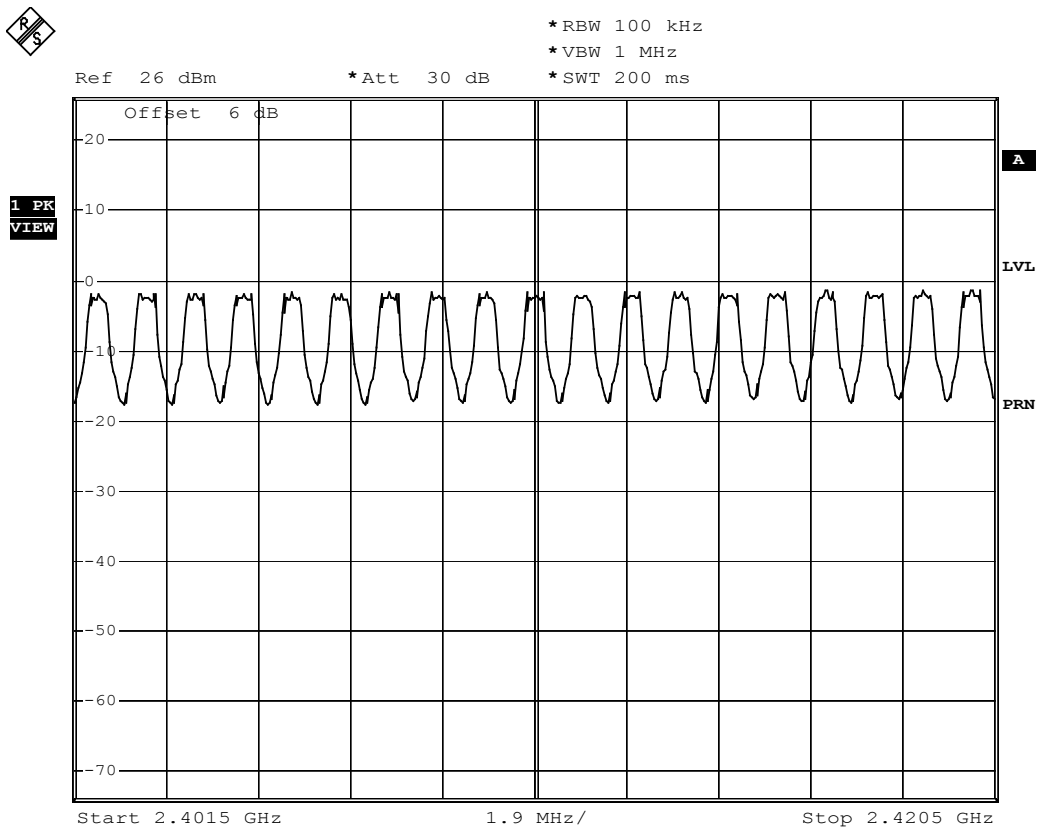 R
S
* RBW 100 kHz
* VBW 1 MHz
Ref 26 dBm * Att 30 dB * SWT 200 ms
Offset 6 dB
20
A
1 PK
VIEW
10
LVL
0
-10
PRN
-20
-30
-40
-50
-60
-70
Start 2.4015 GHz 1.9 MHz/ Stop 2.4205 GHz